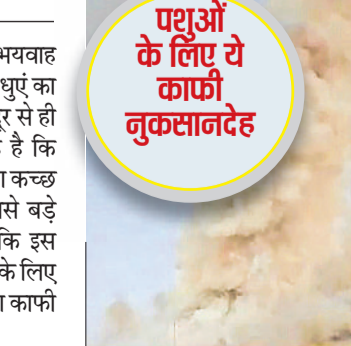 भयवाह
धुएं का
से ही
है कि
कच्छ
से बड़े
कि इस
के लिए
काफी
पशुओं
के लिए ये
काफी
नुकसानदेह